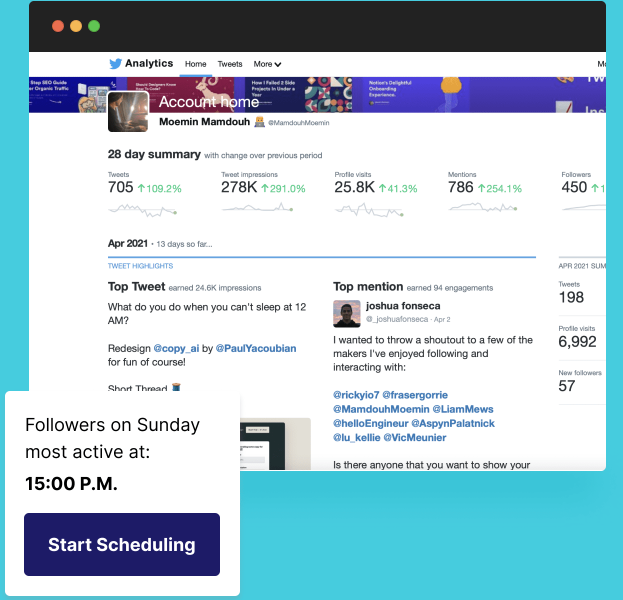 Analytics Home Tweets More
Step SEO Guide
r Organic Traffic
Should Designers Know
How I Failed 2 Side
Projects In Under a
Year
Notion's Delightful
Onboarding
Experience
Account home
Moemin Mamdouh @MamdouhMoemin
28 day summary with change over previous period
Tweets
705 ↑109.2%
Tweet impressions
278K ↑291.0%
Profile visits
25.8K ↑41.3%
Mentions
786 ↑254.1%
Followers
450 ↑1
Apr 2021 · 13 days so far...
TWEET HIGHLIGHTS
Top Tweet earned 24.6K impressions
What do you do when you can't sleep at 12
AM?
Redesign @copy_ai by @PaulYacoubian
for fun of course!
Short Thread
Top mention earned 94 engagements
joshua fonseca
@_joshuafonseca · Apr 2
I wanted to throw a shoutout to a few of the
makers I've enjoyed following and
interacting with:
@rickyio7 @frasergorrie
@MamdouhMoemin @LiamMews
@helloEngineur @AspynPalatnick
@lu_kellie @VicMeunier
Is there anyone that you want to show your
APR 2021 SUM
Tweets
198
Profile visits
6,992
New followers
57
Followers on Sunday
most active at:
15:00 P.M.
Start Scheduling